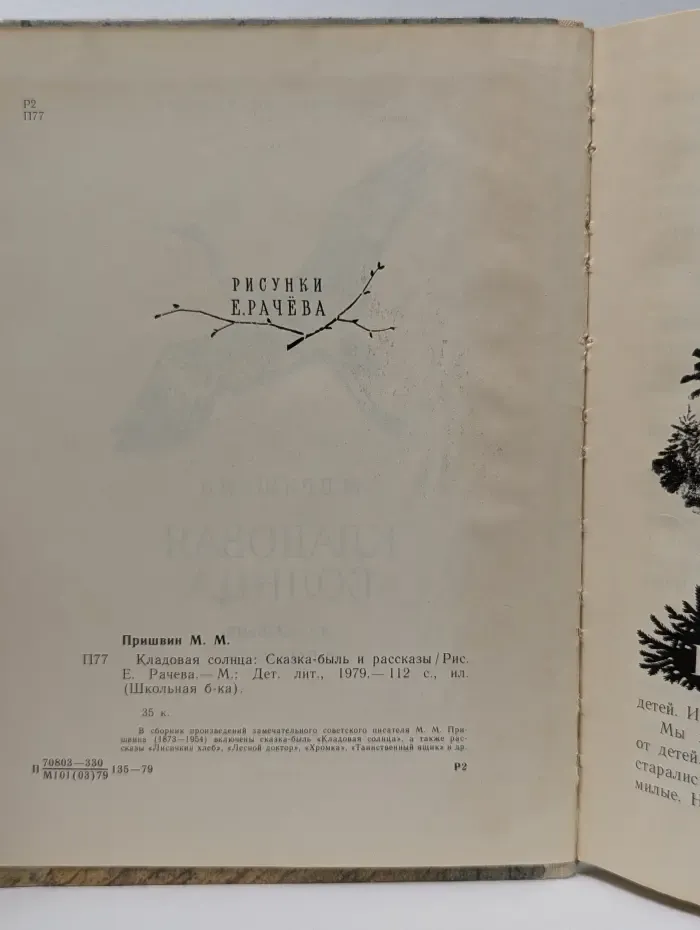 Р2
П77
РИСУНКИ
Е.РАЧЁВА
Пришвин М. М.
П77 Кладовая солнца: Сказка-быль и рассказы/Рис.
Е. Рачева.— М.: Дет. лит., 1979.— 112 с., ил.
(Школьная б-ка).
35 к.
В сборник произведений замечательного советского писателя М. М. При-
швина (1873—1954) включены сказка-быль «Кладовая солнца», а также рас-
сказы «Лисичкин хлеб», «Лесной доктор», «Хромка», «Таинственный ящик» и др.
П 70803—330
М101(03)79 135—79
Р2
детей. И
Мы
от детей.
старалис
милые. Н